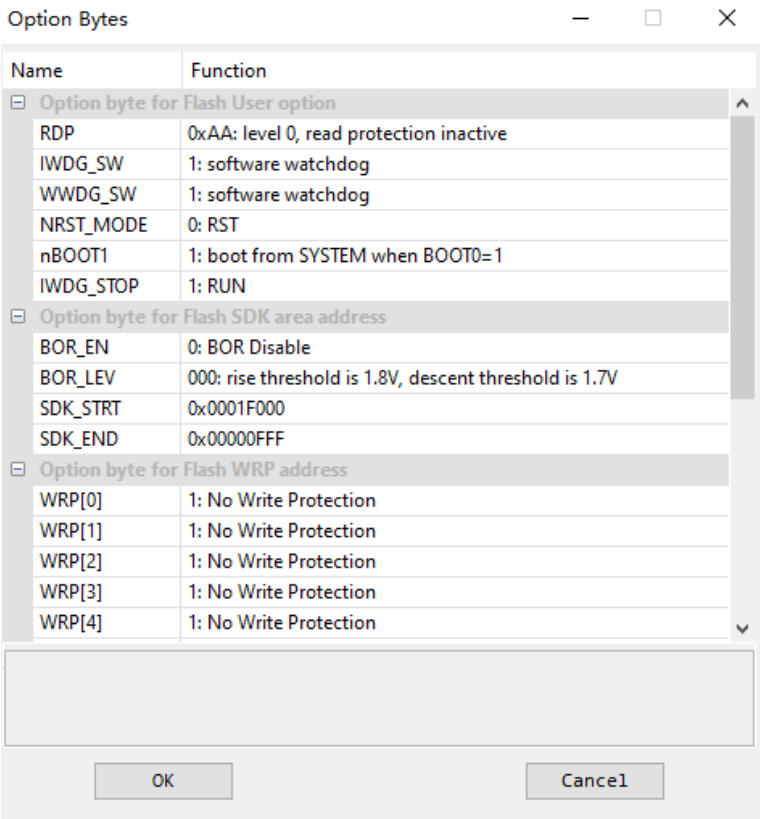 Option Bytes
Name Function
Option byte for Flash User option
RDP 0xAA: level 0, read protection inactive
IWDG_SW 1: software watchdog
WWDG_SW 1: software watchdog
NRST_MODE 0: RST
nBOOT1 1: boot from SYSTEM when BOOT0=1
IWDG_STOP 1: RUN
Option byte for Flash SDK area address
BOR_EN 0: BOR Disable
BOR_LEV 000: rise threshold is 1.8V, descent threshold is 1.7V
SDK_STRT 0x0001F000
SDK_END 0x00000FFF
Option byte for Flash WRP address
WRP[0] 1: No Write Protection
WRP[1] 1: No Write Protection
WRP[2] 1: No Write Protection
WRP[3] 1: No Write Protection
WRP[4] 1: No Write Protection
OK Cancel